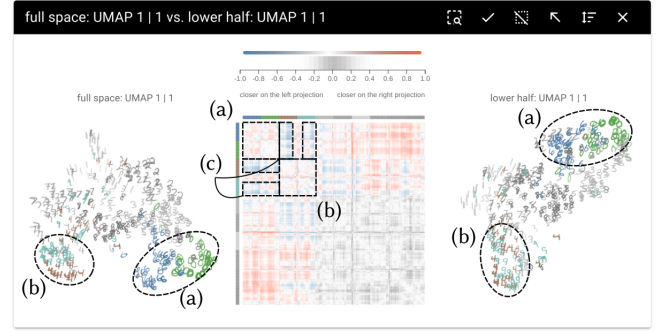 full space: UMAP 1 | 1 vs. lower half: UMAP 1 | 1
-1.0 -0.8 -0.6 -0.4 -0.2 0.0 0.2 0.4 0.6 0.8 1.0
closer on the left projection closer on the right projection
full space: UMAP 1 | 1
lower half: UMAP 1 | 1
(a)
(a)
(c)
(b)
(b)
(b)
(a)